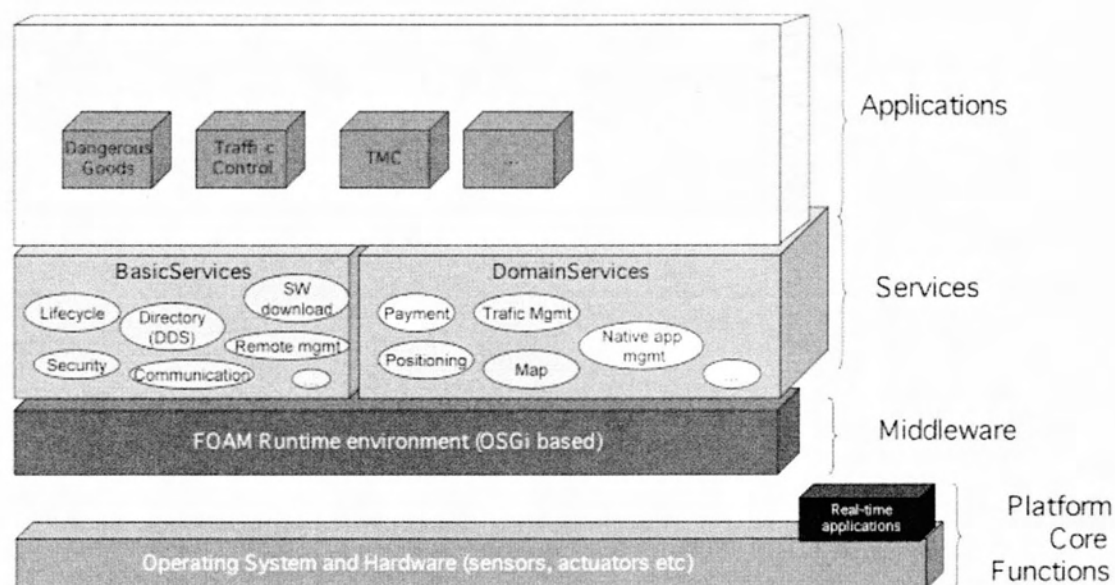 Applications
Dangerous
Goods
Traffic
Control
TMC
...
Services
BasicServices
Lifecycle
Directory
(DDS)
SW
download
Remote mgmt
Security
Communication
...
DomainServices
Payment
Trafic Mgmt
Native app
mgmt
Positioning
Map
...
Middleware
FOAM Runtime environment (OSGi based)
Real-time
applications
Platform
Core
Functions
Operating System and Hardware (sensors, actuators etc)